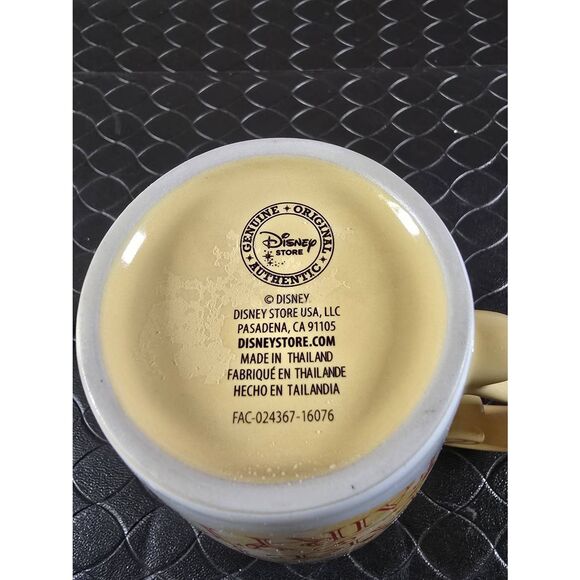 GENUINE ✦ ORIGINAL ✦ AUTHENTIC
Disney
STORE
© DISNEY
DISNEY STORE USA, LLC
PASADENA, CA 91105
DISNEYSTORE.COM
MADE IN THAILAND
FABRIQUÉ EN THAILANDE
HECHO EN TAILANDIA
FAC-024367-16076